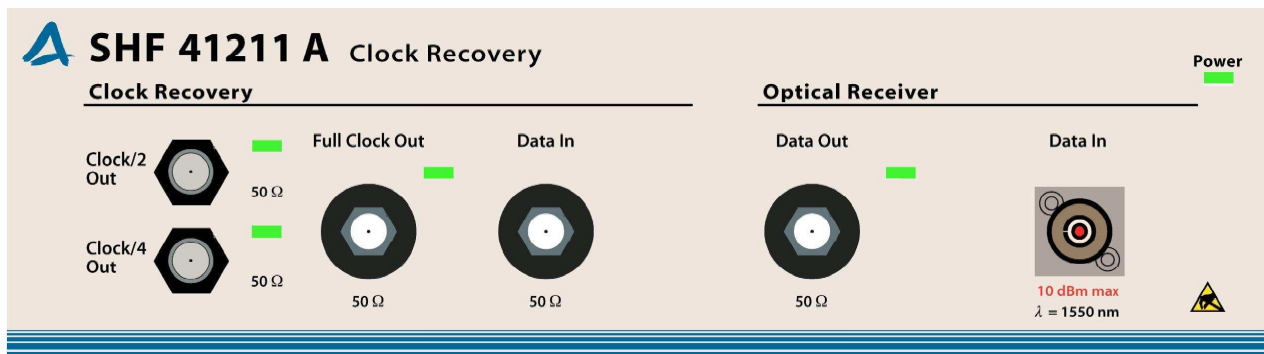 SHF 41211 A Clock Recovery
Power
Clock Recovery
Optical Receiver
Full Clock Out
Data In
Data Out
Data In
Clock/2
Out
50 Ω
Clock/4
Out
50 Ω
50 Ω
50 Ω
50 Ω
10 dBm max
λ = 1550 nm